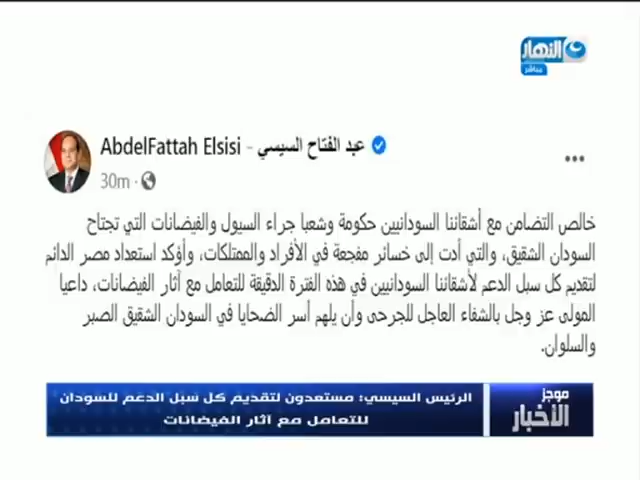 النهار
مباشر
AbdelFattah Elsisi - عبد الفتاح السيسي
30m
خالص التضامن مع أشقائنا السودانيين حكومة وشعبا جراء السيول والفيضانات التي تجتاح
السودان الشقيق، والتي أدت إلى خسائر مفجعة في الأفراد والممتلكات، وأؤكد استعداد مصر الدائم
لتقديم كل سبل الدعم لأشقائنا السودانيين في هذه الفترة الدقيقة للتعامل مع آثار الفيضانات، داعيا
المولى عز وجل بالشفاء العاجل للجرحى وأن يلهم أسر الضحايا في السودان الشقيق الصبر
والسلوان.
موجز
الأخبار
الرئيس السيسي: مستعدون لتقديم كل سبل الدعم للسودان
للتعامل مع آثار الفيضانات